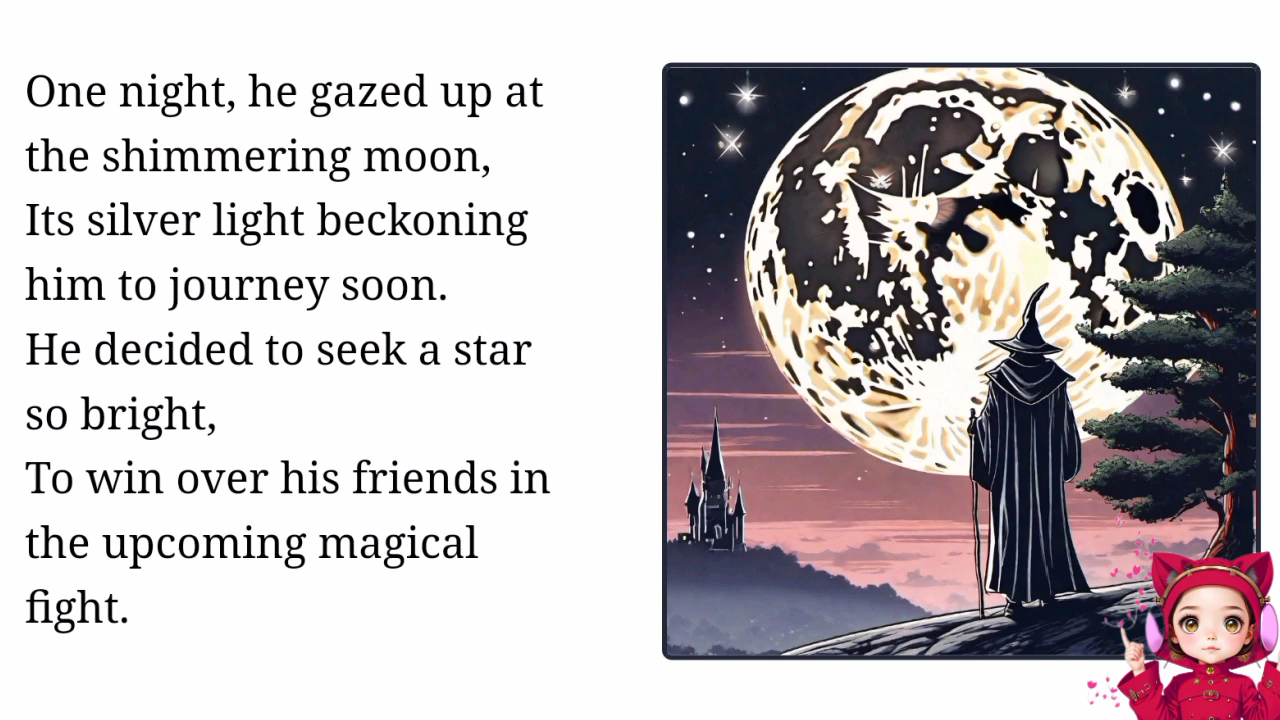 One night, he gazed up at
the shimmering moon,
Its silver light beckoning
him to journey soon.
He decided to seek a star
so bright,
To win over his friends in
the upcoming magical
fight.